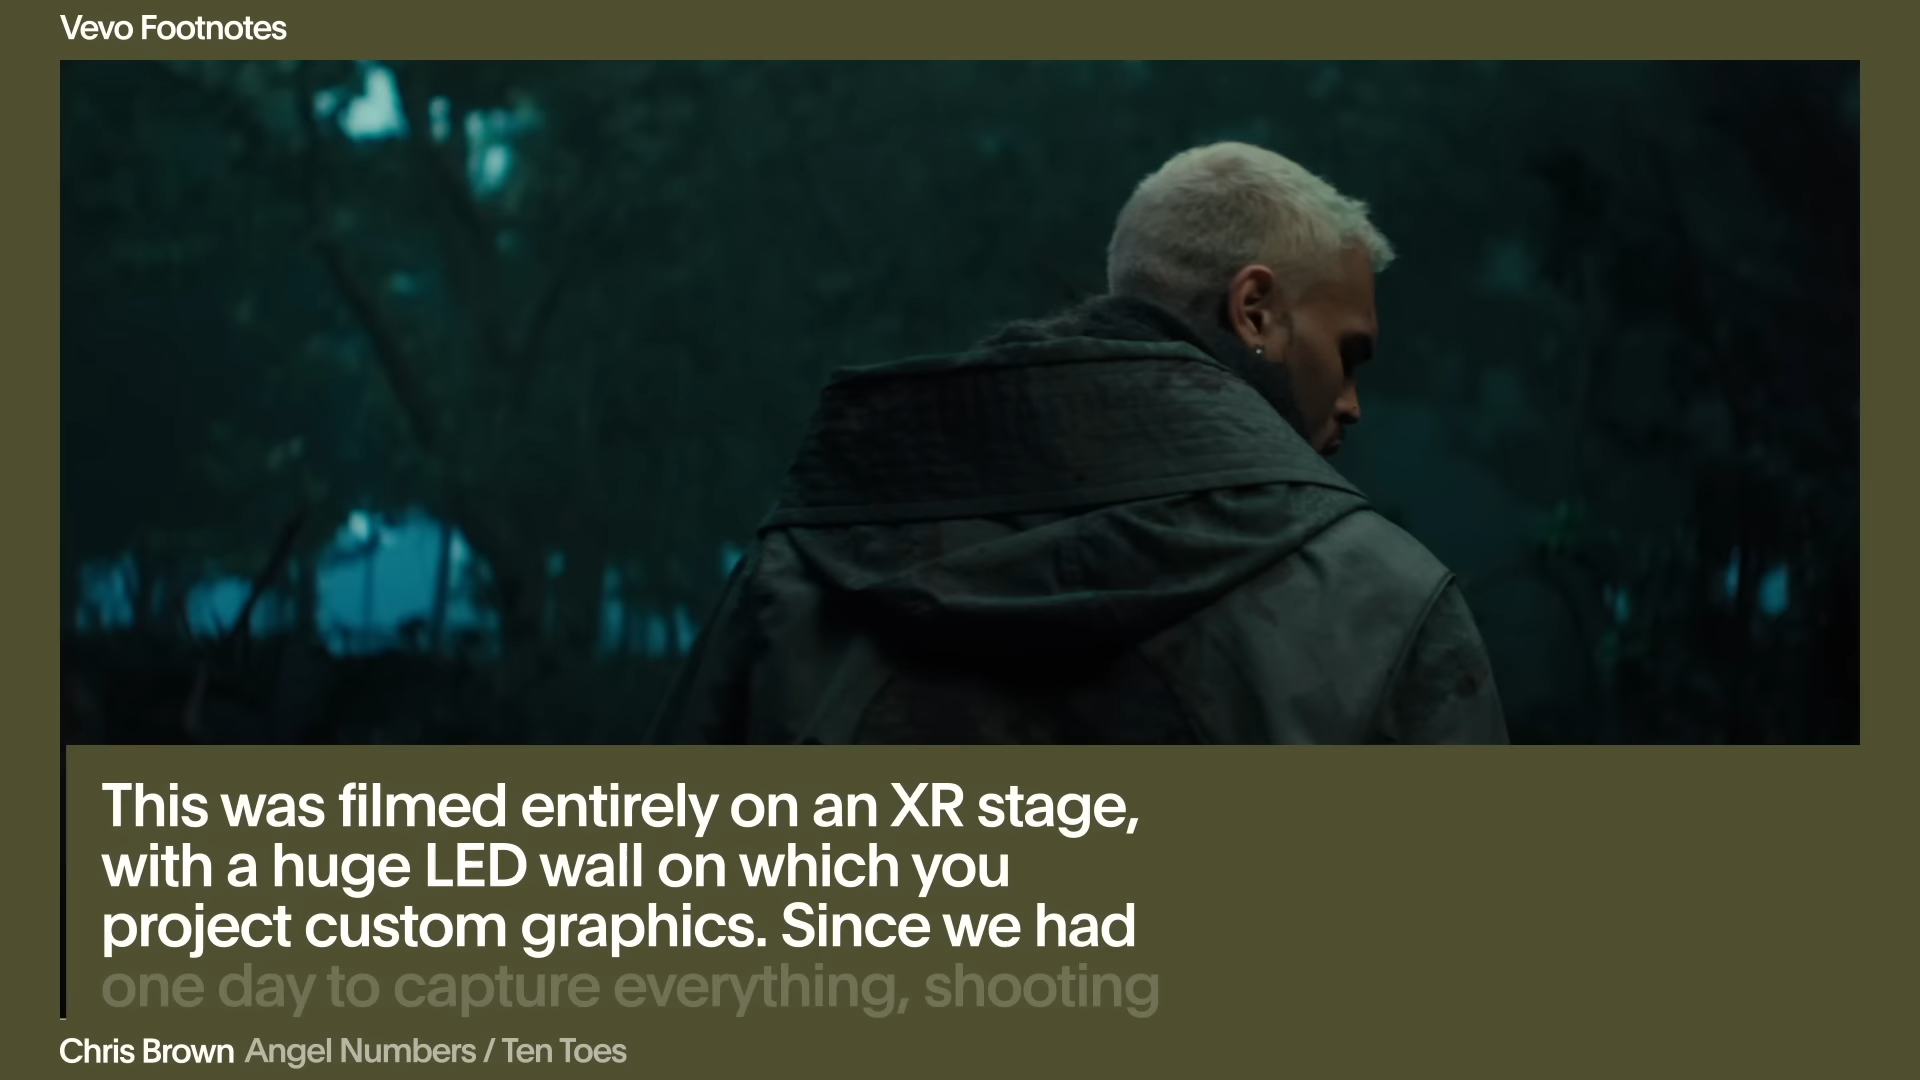 Vevo Footnotes
This was filmed entirely on an XR stage,
with a huge LED wall on which you
project custom graphics. Since we had
one day to capture everything, shooting
Chris Brown Angel Numbers / Ten Toes